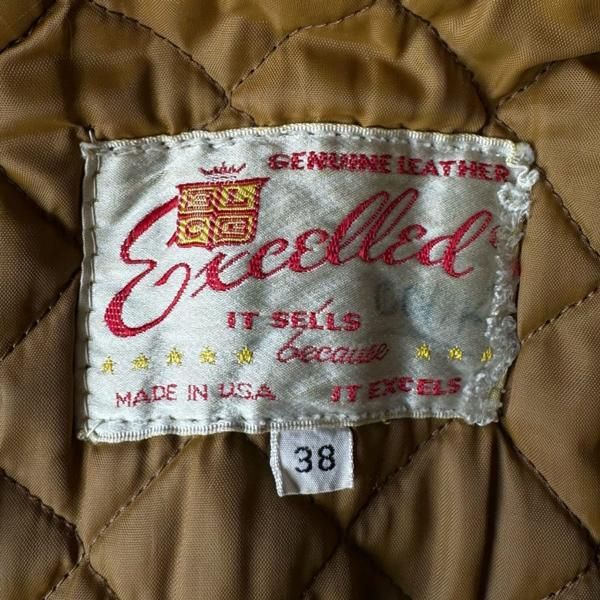 GENUINE LEATHER
Excelled
IT SELLS
because
MADE IN U.S.A.
IT EXCELS
38